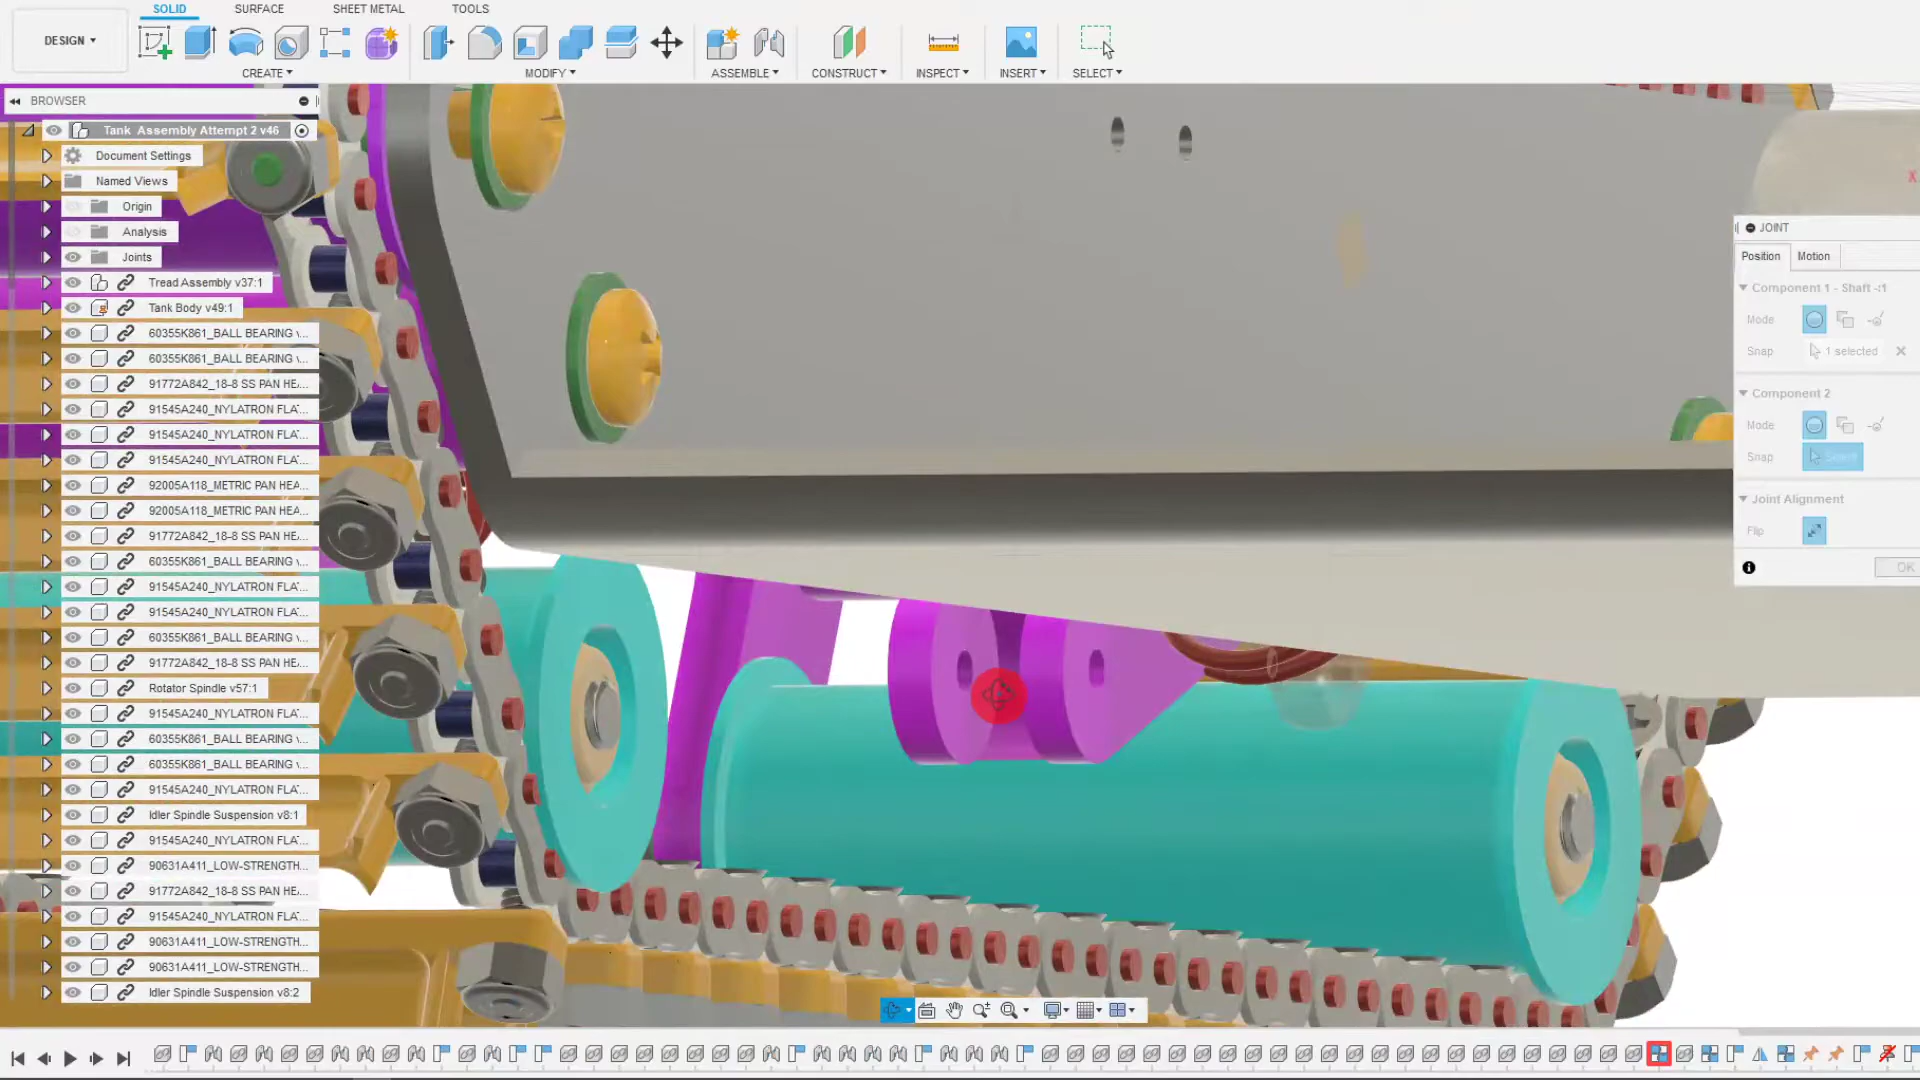 SOLID SURFACE SHEET METAL TOOLS
DESIGN
CREATE MODIFY ASSEMBLE CONSTRUCT INSPECT INSERT SELECT
BROWSER
Tank Assembly Attempt 2 v46
Document Settings
Named Views
Origin
Analysis
Joints
Tread Assembly v37:1
Tank Body v49:1
60355K861_BALL BEARING v...
60355K861_BALL BEARING v...
91772A842_18-8 SS PAN HE...
91545A240_NYLATRON FLA...
91545A240_NYLATRON FLA...
91545A240_NYLATRON FLA...
92005A118_METRIC PAN HEA...
92005A118_METRIC PAN HEA...
91772A842_18-8 SS PAN HE...
60355K861_BALL BEARING v...
91545A240_NYLATRON FLA...
91545A240_NYLATRON FLA...
60355K861_BALL BEARING v...
91772A842_18-8 SS PAN HE...
Rotator Spindle v57:1
91545A240_NYLATRON FLA...
60355K861_BALL BEARING v...
60355K861_BALL BEARING v...
91545A240_NYLATRON FLA...
Idler Spindle Suspension v8:1
91545A240_NYLATRON FLA...
90631A411_LOW-STRENGTH...
91772A842_18-8 SS PAN HE...
91545A240_NYLATRON FLA...
90631A411_LOW-STRENGTH...
90631A411_LOW-STRENGTH...
Idler Spindle Suspension v8:2
X
JOINT
Position Motion
Component 1 - Shaft -:1
Mode
Snap 1 selected
Component 2
Mode
Snap Select
Joint Alignment
Flip
OK